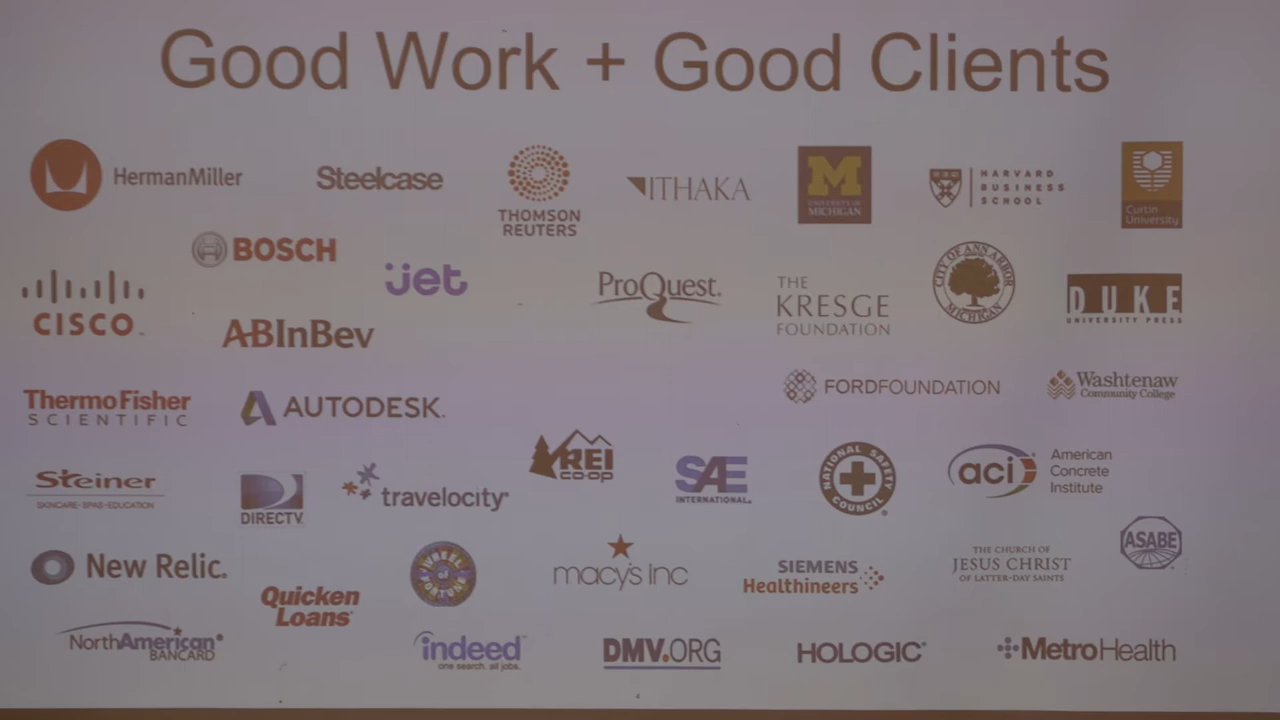 Good Work + Good Clients
HermanMiller
Steelcase
THOMSON
REUTERS
ITHAKA
M
UNIVERSITY OF
MICHIGAN
HARVARD
BUSINESS
SCHOOL
Curtin
University
BOSCH
jet
CISCO
ABInBev
ProQuest
THE
KRESGE
FOUNDATION
CITY OF ANN ARBOR
MICHIGAN
DUKE
UNIVERSITY PRESS
ThermoFisher
SCIENTIFIC
AUTODESK.
FORDFOUNDATION
Washtenaw
Community College
Steiner
SKINCARE•SPAS•EDUCATION
DIRECTV
travelocity®
REI
CO·OP
SAE
INTERNATIONAL®
NATIONAL SAFETY
COUNCIL
aci
American
Concrete
Institute
New Relic®
Quicken
Loans
WHEEL
OF
FORTUNE
macy's inc
SIEMENS
Healthineers
THE CHURCH OF
JESUS CHRIST
OF LATTER-DAY SAINTS
ASABE
NorthAmerican®
BANCARD
indeed
one search. all jobs.
DMV.ORG
HOLOGIC®
MetroHealth
4